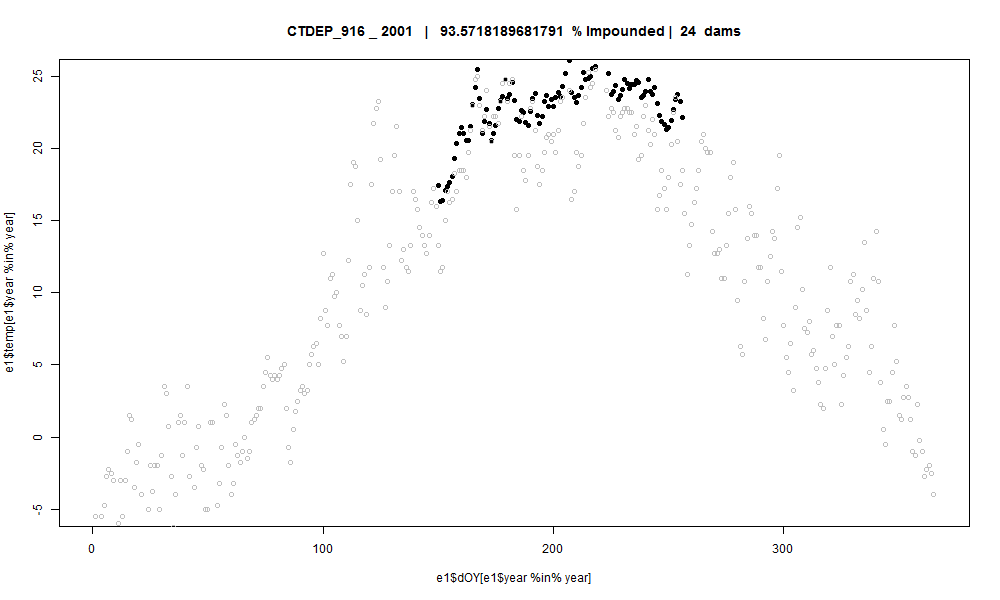 CTDEP_916 _ 2001 | 93.5718189681791 % Impounded | 24 dams
25
20
15
10
5
0
-5
e1$temp[e1$year %in% year]
0 100 200 300
e1$dOY[e1$year %in% year]